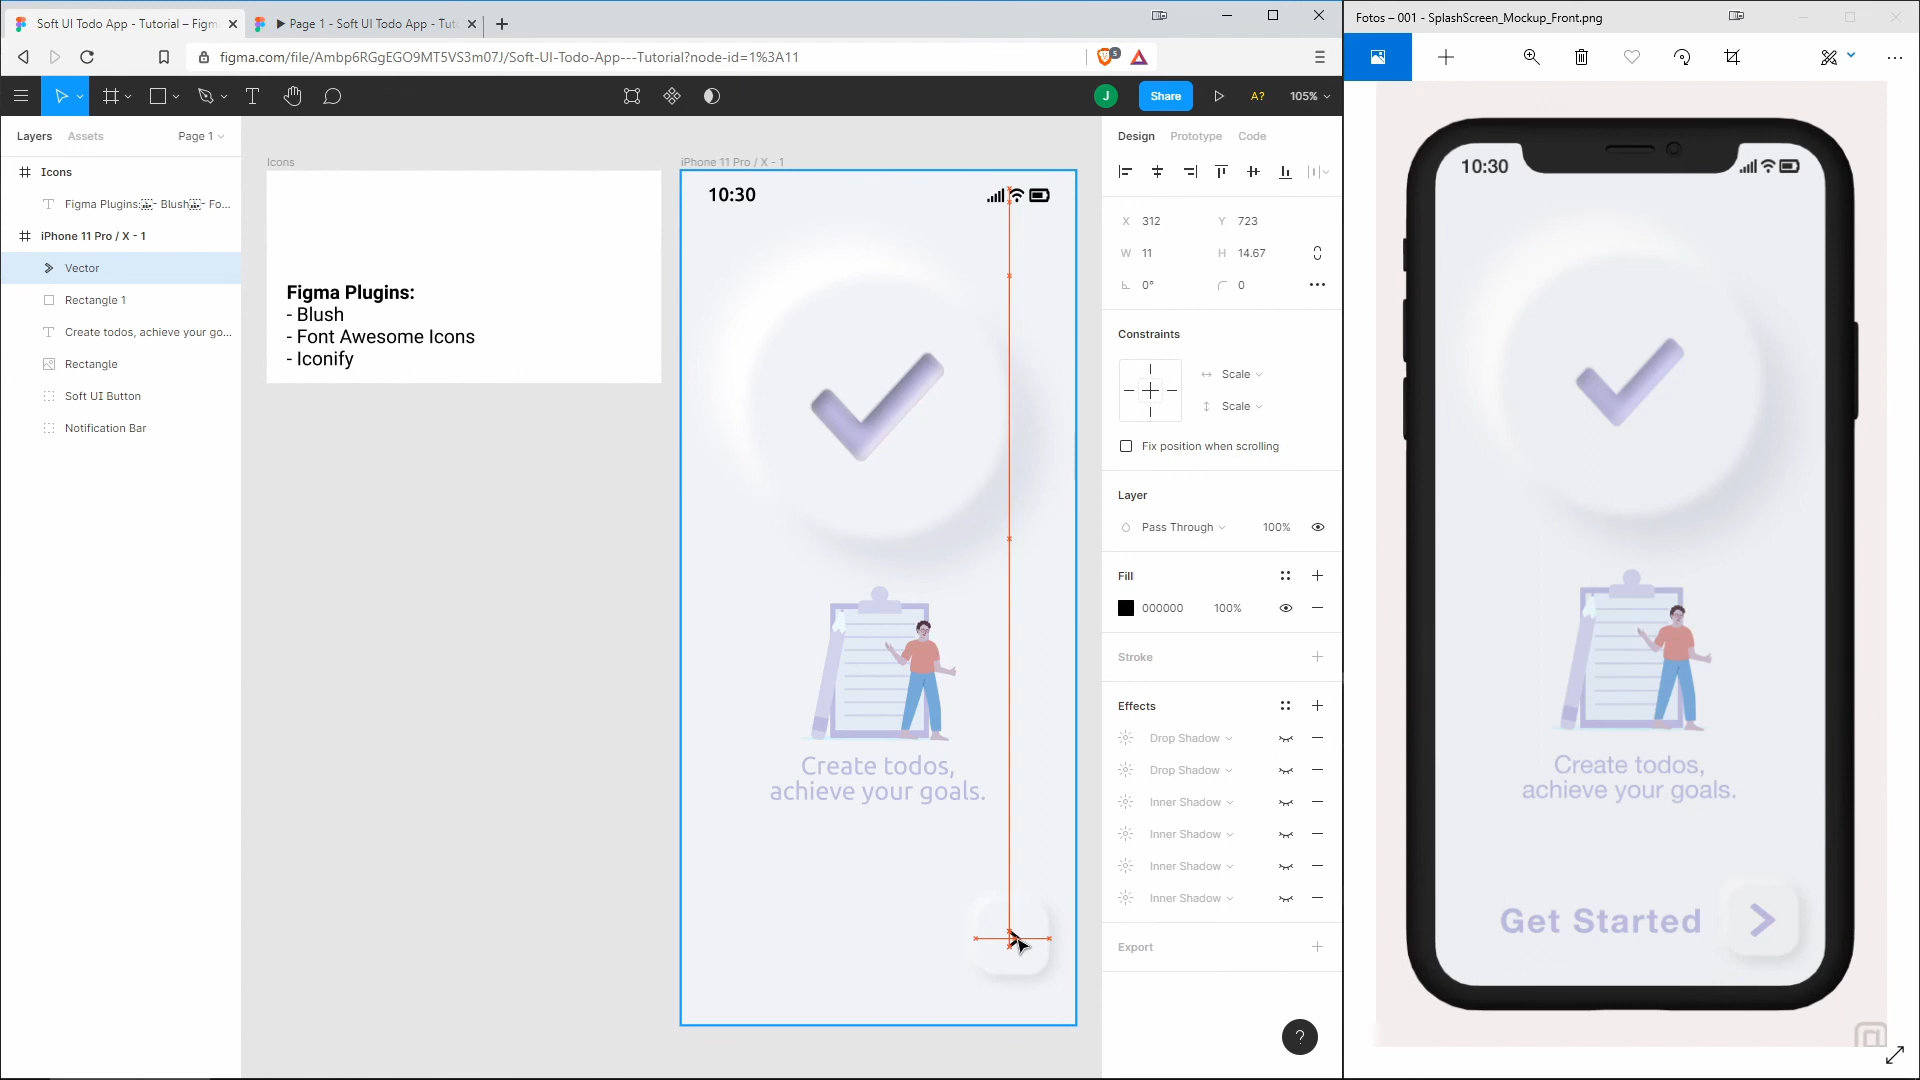 Soft UI Todo App - Tutorial – Figm
▶ Page 1 - Soft UI Todo App - Tut
Fotos – 001 - SplashScreen_Mockup_Front.png
figma.com/file/Ambp6RGgEGO9MT5VS3m07J/Soft-UI-Todo-App---Tutorial?node-id=1%3A11
5
J
Share
A?
105%
Layers
Assets
Page 1
Icons
Figma Plugins: - Blush - Fo...
iPhone 11 Pro / X - 1
Vector
Rectangle 1
Create todos, achieve your go...
Rectangle
Soft UI Button
Notification Bar
Icons
Figma Plugins:
- Blush
- Font Awesome Icons
- Iconify
iPhone 11 Pro / X - 1
10:30
Create todos,
achieve your goals.
Design
Prototype
Code
X 312
Y 723
W 11
H 14.67
0°
0
Constraints
Scale
Scale
Fix position when scrolling
Layer
Pass Through
100%
Fill
000000
100%
Stroke
Effects
Drop Shadow
Drop Shadow
Inner Shadow
Inner Shadow
Inner Shadow
Inner Shadow
Export
?
10:30
Create todos,
achieve your goals.
Get Started